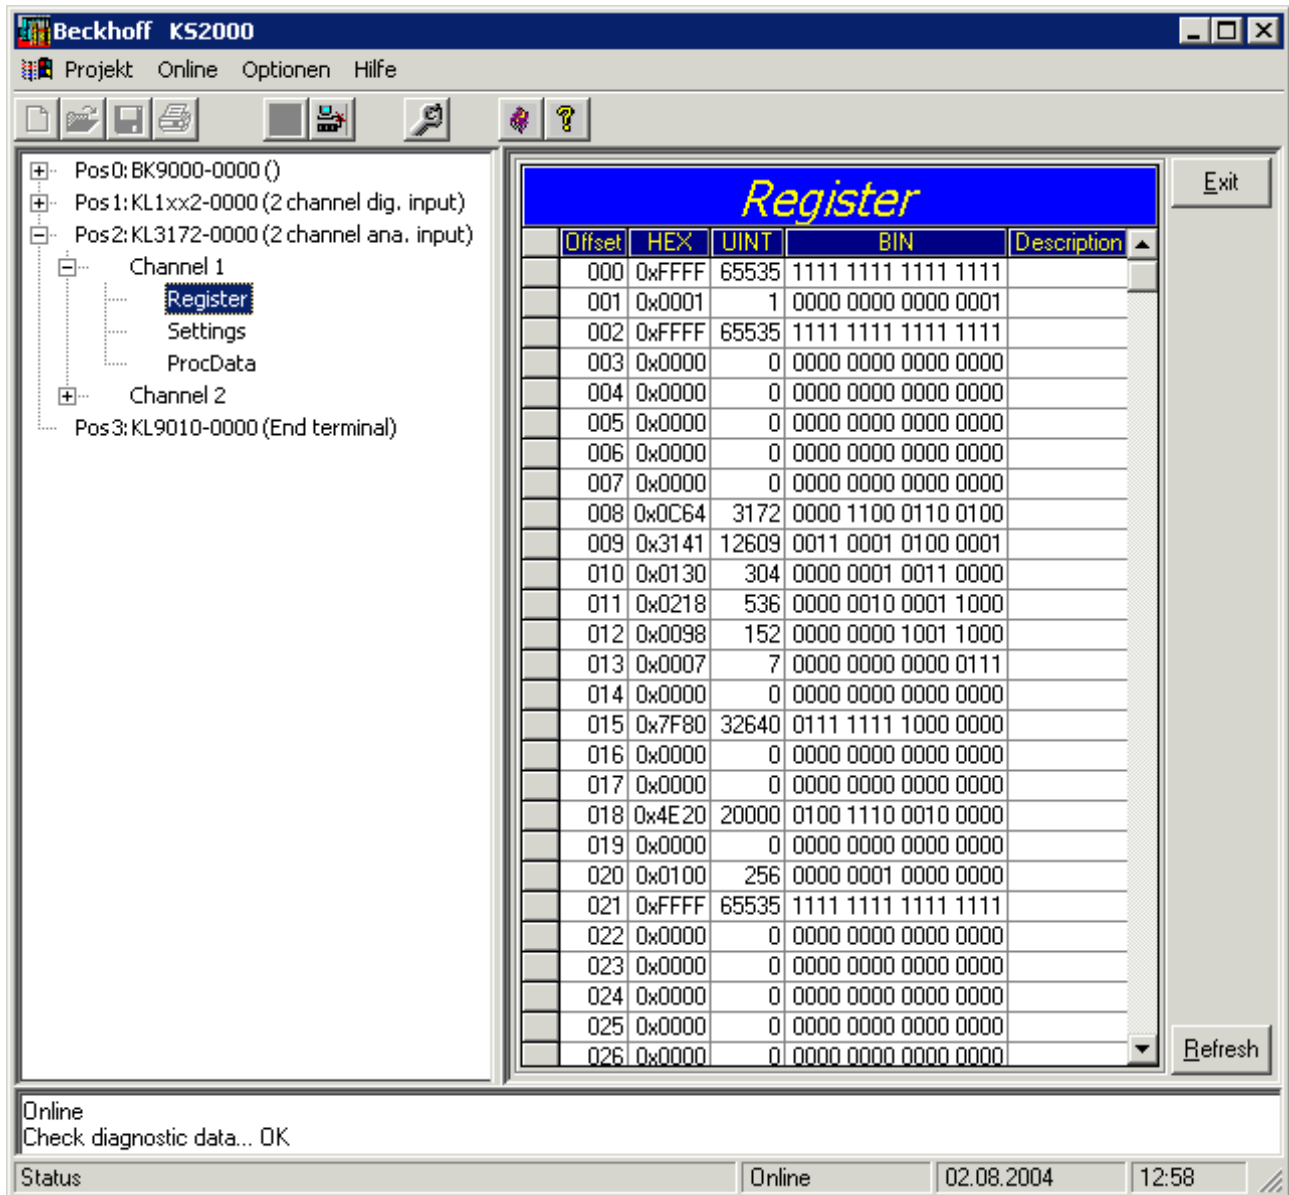 Beckhoff KS2000
Projekt Online Optionen Hilfe
Pos0: BK9000-0000 ()
Pos1: KL1xx2-0000 (2 channel dig. input)
Pos2: KL3172-0000 (2 channel ana. input)
Channel 1
Register
Settings
ProcData
Channel 2
Pos3: KL9010-0000 (End terminal)
Register
Offset HEX UINT BIN Description
000 0xFFFF 65535 1111 1111 1111 1111
001 0x0001 1 0000 0000 0000 0001
002 0xFFFF 65535 1111 1111 1111 1111
003 0x0000 0 0000 0000 0000 0000
004 0x0000 0 0000 0000 0000 0000
005 0x0000 0 0000 0000 0000 0000
006 0x0000 0 0000 0000 0000 0000
007 0x0000 0 0000 0000 0000 0000
008 0x0C64 3172 0000 1100 0110 0100
009 0x3141 12609 0011 0001 0100 0001
010 0x0130 304 0000 0001 0011 0000
011 0x0218 536 0000 0010 0001 1000
012 0x0098 152 0000 0000 1001 1000
013 0x0007 7 0000 0000 0000 0111
014 0x0000 0 0000 0000 0000 0000
015 0x7F80 32640 0111 1111 1000 0000
016 0x0000 0 0000 0000 0000 0000
017 0x0000 0 0000 0000 0000 0000
018 0x4E20 20000 0100 1110 0010 0000
019 0x0000 0 0000 0000 0000 0000
020 0x0100 256 0000 0001 0000 0000
021 0xFFFF 65535 1111 1111 1111 1111
022 0x0000 0 0000 0000 0000 0000
023 0x0000 0 0000 0000 0000 0000
024 0x0000 0 0000 0000 0000 0000
025 0x0000 0 0000 0000 0000 0000
026 0x0000 0 0000 0000 0000 0000
Exit
Refresh
Online
Check diagnostic data... OK
Status Online 02.08.2004 12:58